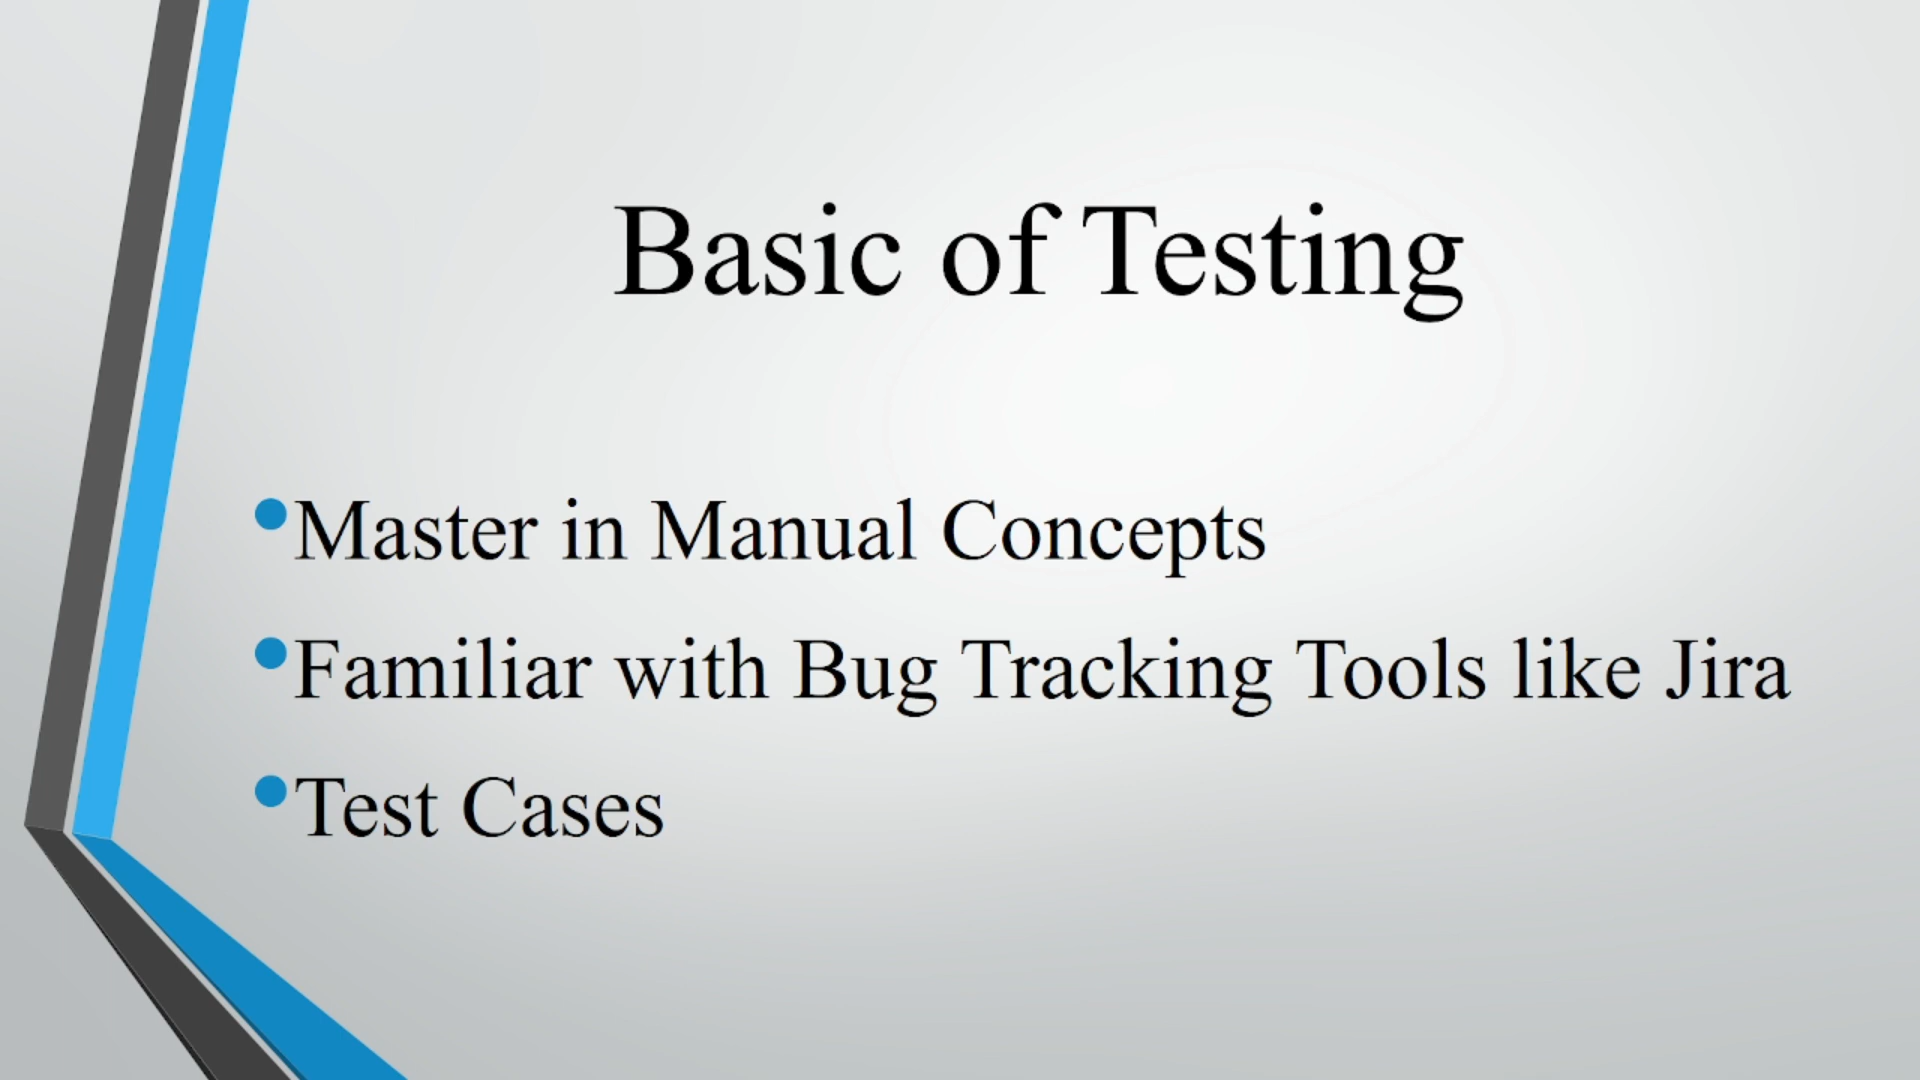 Basic of Testing
•Master in Manual Concepts
•Familiar with Bug Tracking Tools like Jira
•Test Cases